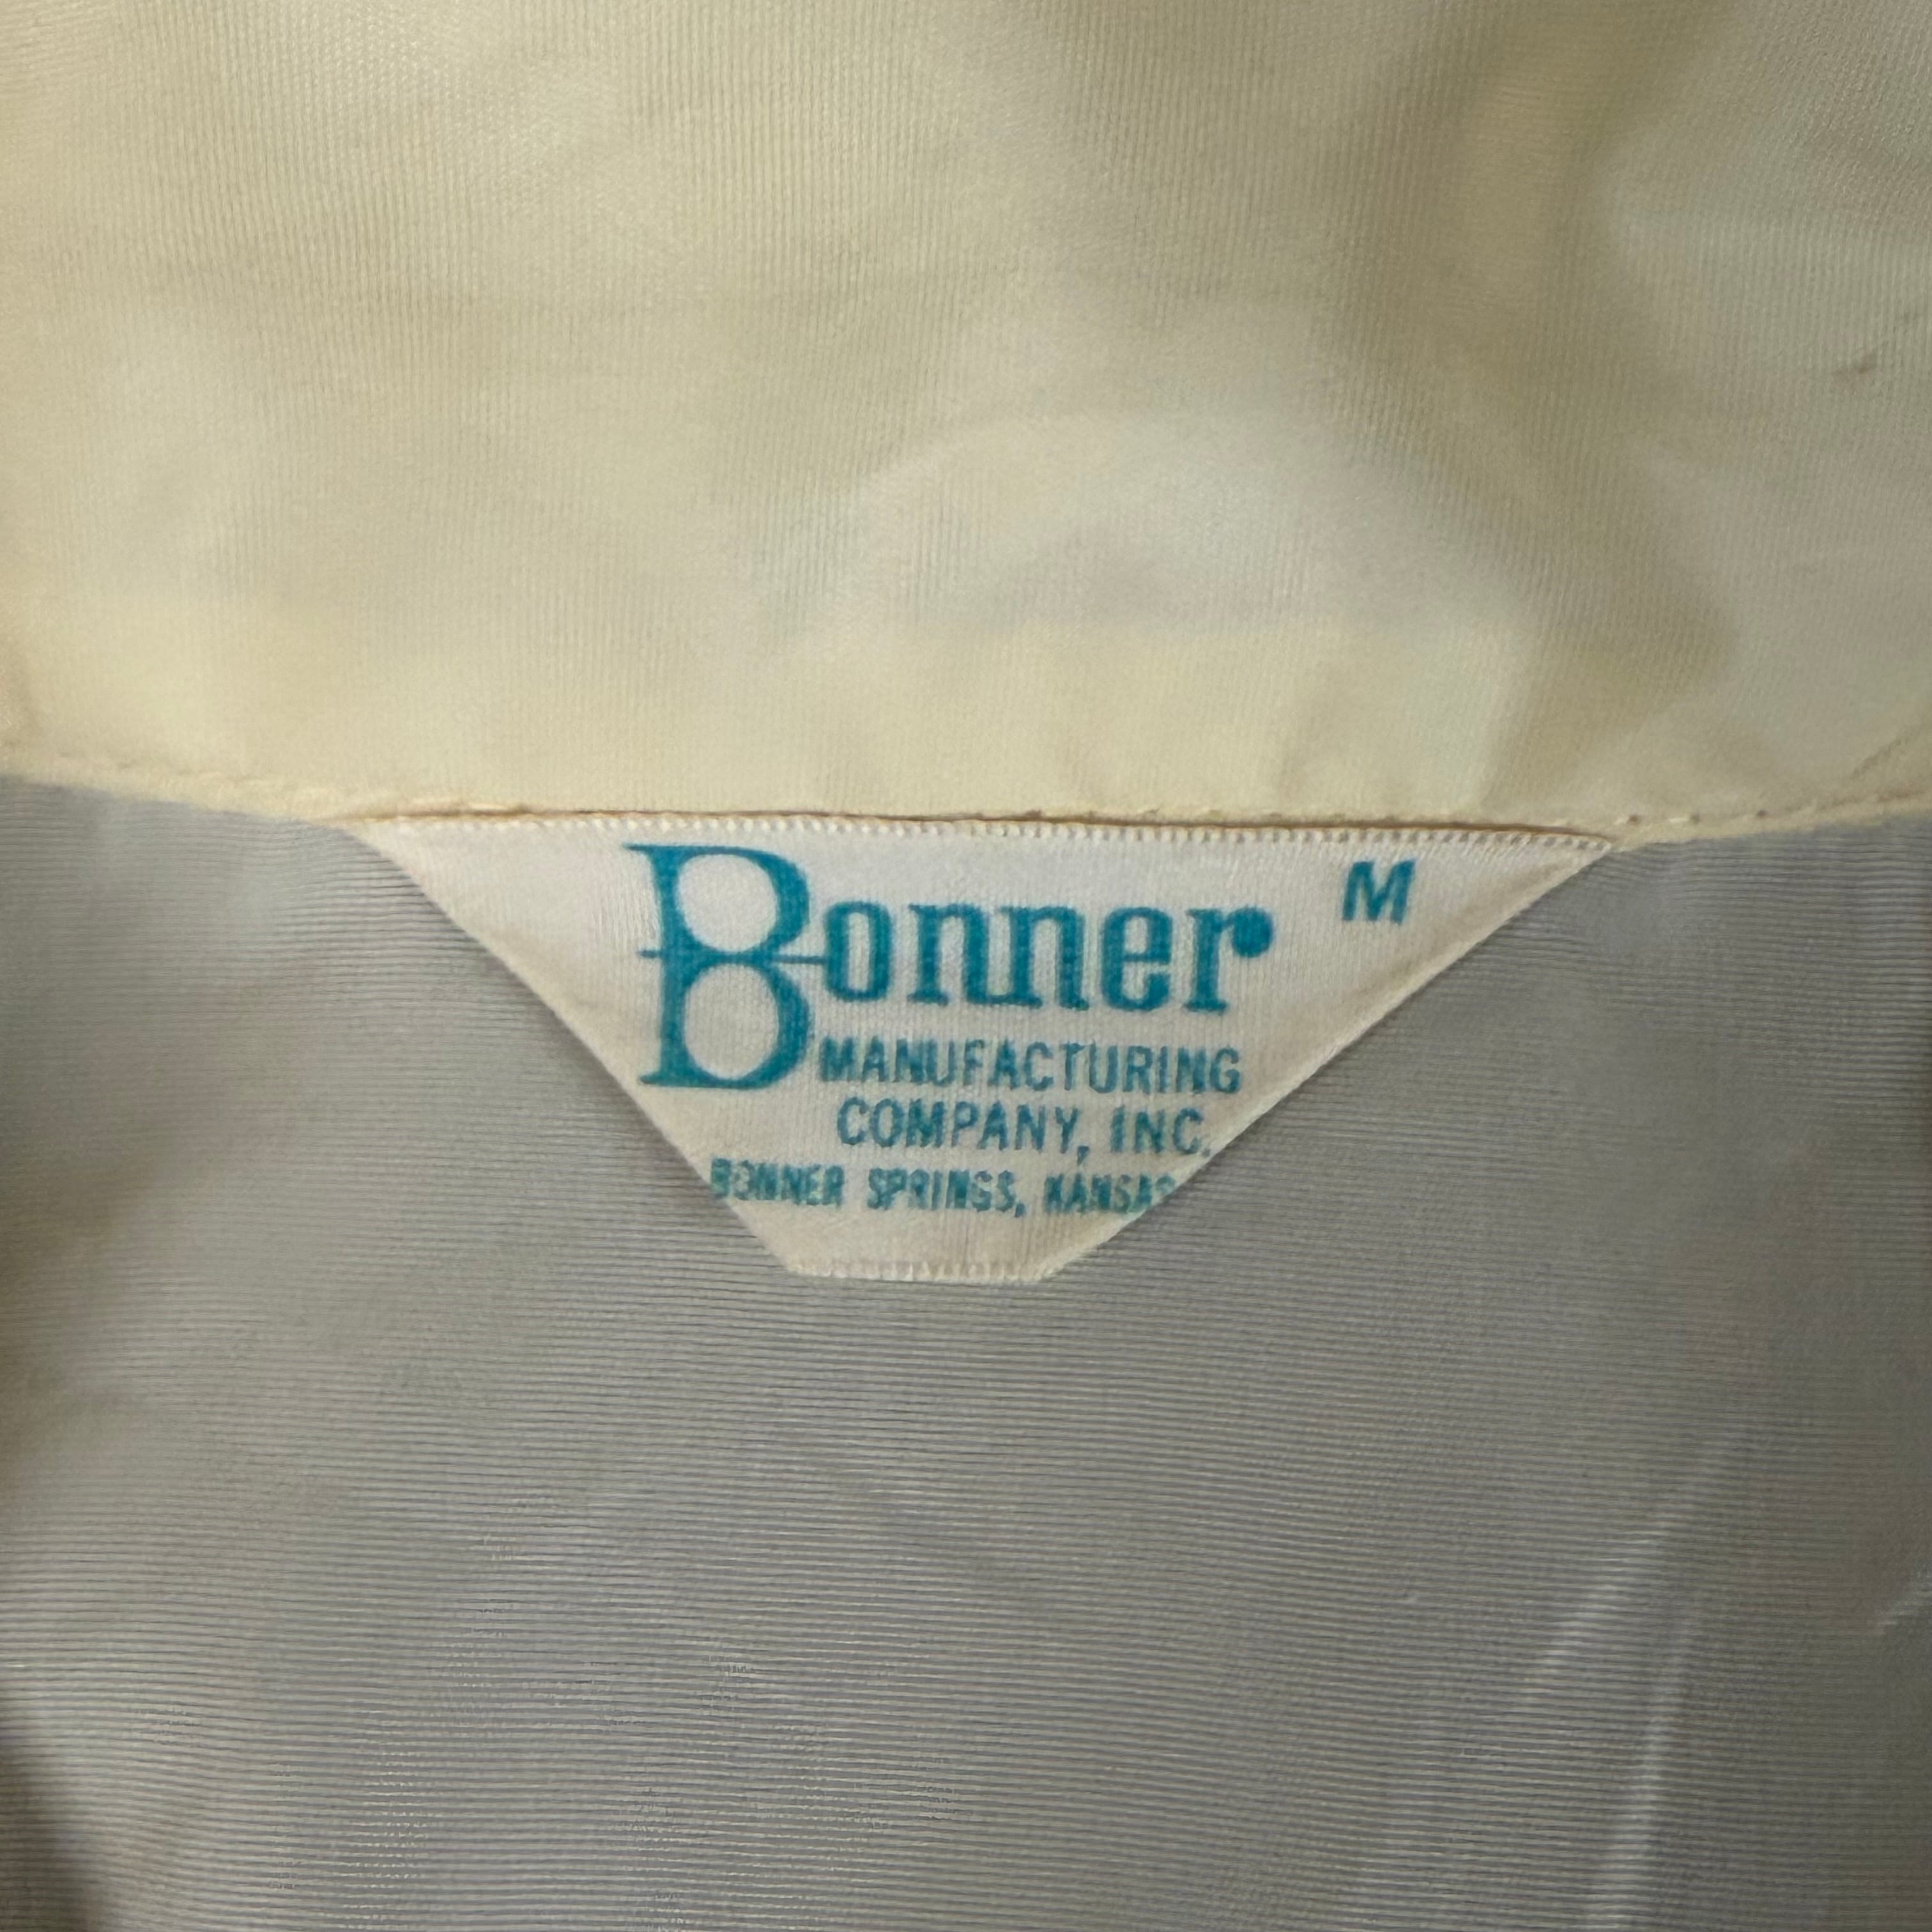 Bonner M
MANUFACTURING
COMPANY, INC.
BONNER SPRINGS, KANSAS